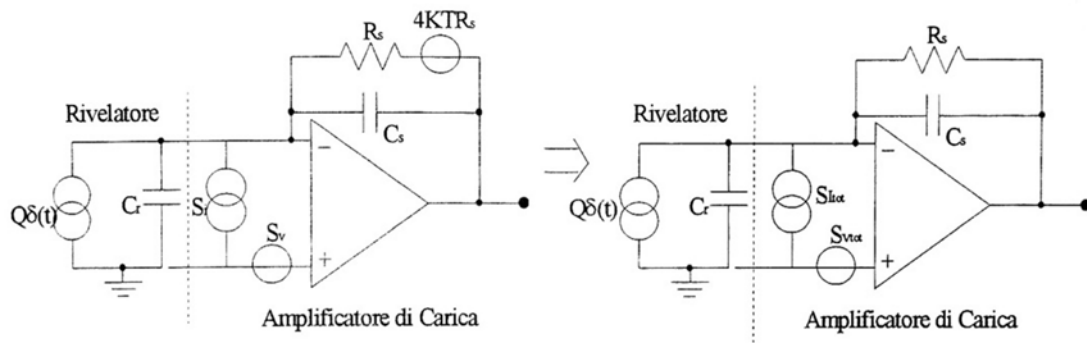 4KTRs
Rs
Rivelatore
Cs
Qδ(t)
Cr
SI
Sv
−
+
Amplificatore di Carica
Rs
Rivelatore
Cs
Qδ(t)
Cr
SItot
SVtot
−
+
Amplificatore di Carica